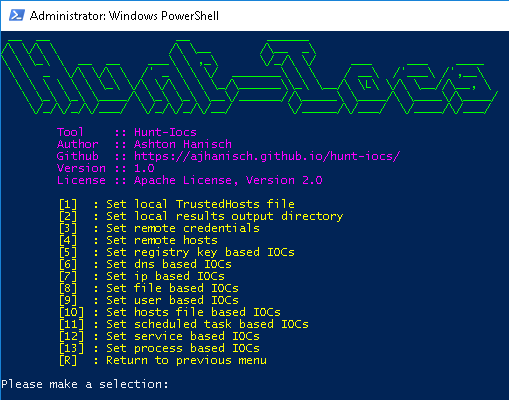 Administrator: Windows PowerShell
Hunt-Iocs
Tool :: Hunt-Iocs
Author :: Ashton Hanisch
Github :: https://ajhanisch.github.io/hunt-iocs/
Version :: 1.0
License :: Apache License, Version 2.0
[1] : Set local TrustedHosts file
[2] : Set local results output directory
[3] : Set remote credentials
[4] : Set remote hosts
[5] : Set registry key based IOCs
[6] : Set dns based IOCs
[7] : Set ip based IOCs
[8] : Set file based IOCs
[9] : Set user based IOCs
[10] : Set hosts file based IOCs
[11] : Set scheduled task based IOCs
[12] : Set service based IOCs
[13] : Set process based IOCs
[R] : Return to previous menu
Please make a selection: